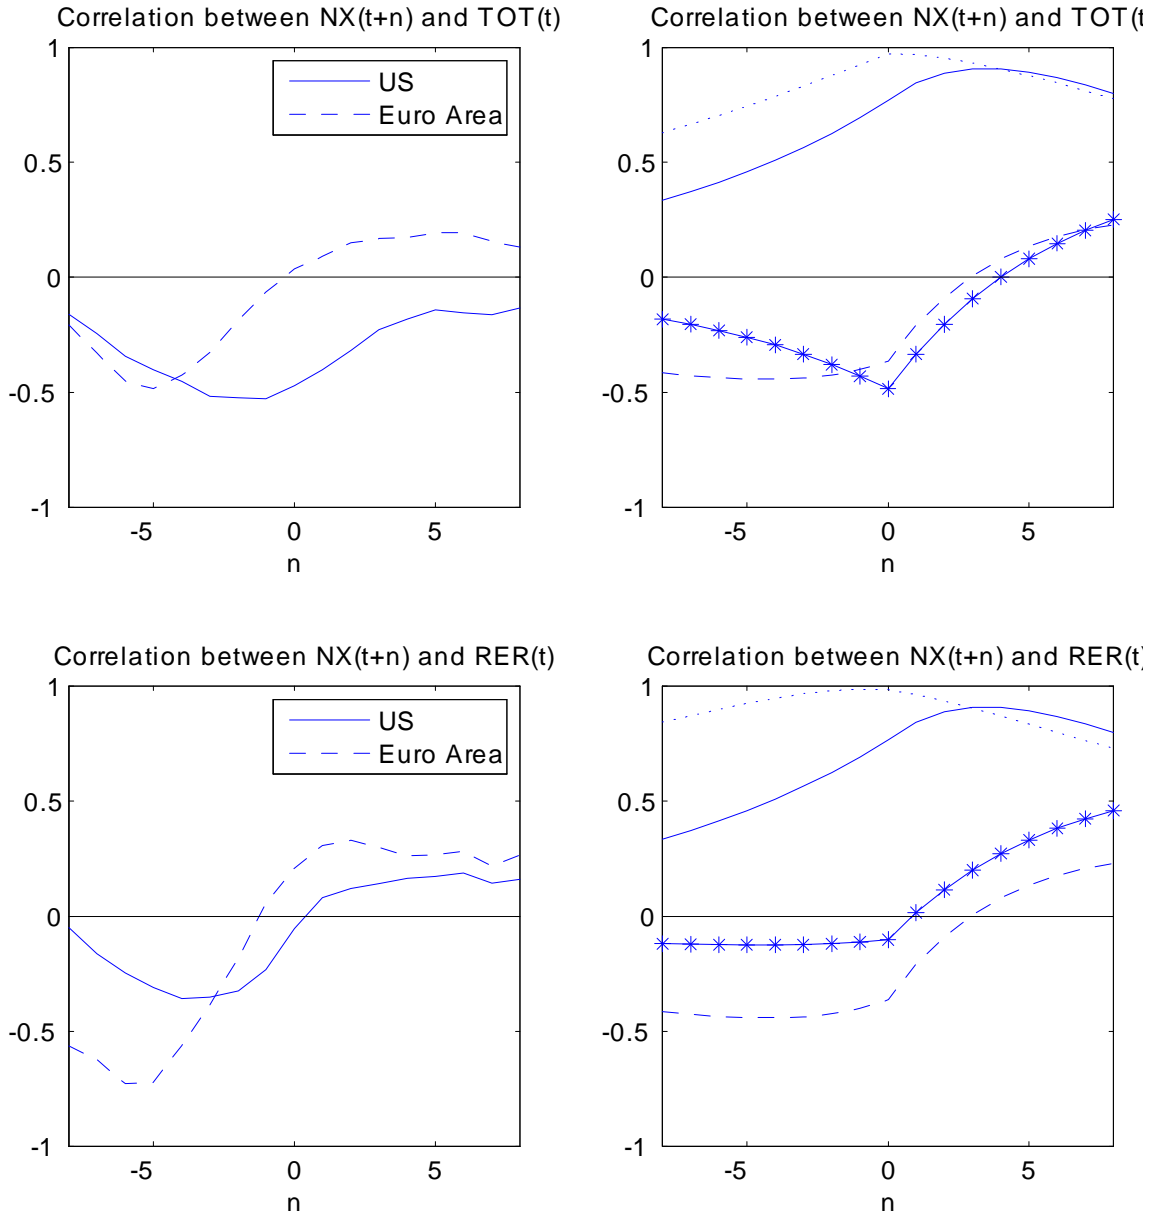 Correlation between NX(t+n) and TOT(t)
1
0.5
0
-0.5
-1
-5
0
5
n
US
Euro Area
Correlation between NX(t+n) and TOT(t
1
0.5
0
-0.5
-1
-5
0
5
n
Correlation between NX(t+n) and RER(t)
1
0.5
0
-0.5
-1
-5
0
5
n
US
Euro Area
Correlation between NX(t+n) and RER(t)
1
0.5
0
-0.5
-1
-5
0
5
n